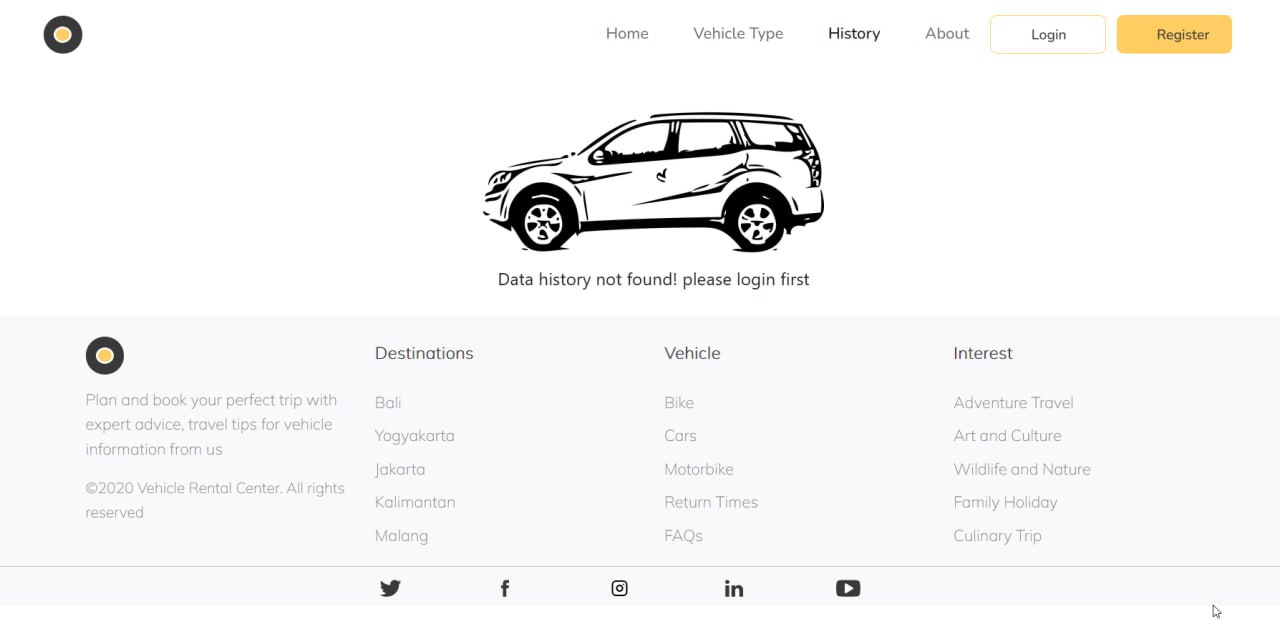 Home Vehicle Type History About Login Register
Data history not found! please login first
Plan and book your perfect trip with
expert advice, travel tips for vehicle
information from us
©2020 Vehicle Rental Center. All rights
reserved
Destinations
Bali
Yogyakarta
Jakarta
Kalimantan
Malang
Vehicle
Bike
Cars
Motorbike
Return Times
FAQs
Interest
Adventure Travel
Art and Culture
Wildlife and Nature
Family Holiday
Culinary Trip